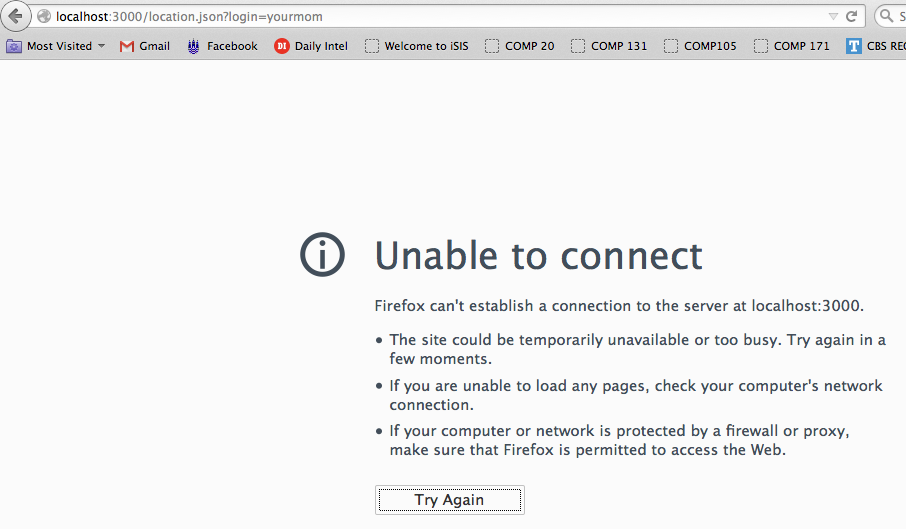 localhost:3000/location.json?login=yourmom
S
Most Visited Gmail Facebook DI Daily Intel Welcome to iSIS COMP 20 COMP 131 COMP105 COMP 171 T CBS REC
Unable to connect
Firefox can't establish a connection to the server at localhost:3000.
• The site could be temporarily unavailable or too busy. Try again in a
few moments.
• If you are unable to load any pages, check your computer's network
connection.
• If your computer or network is protected by a firewall or proxy,
make sure that Firefox is permitted to access the Web.
Try Again